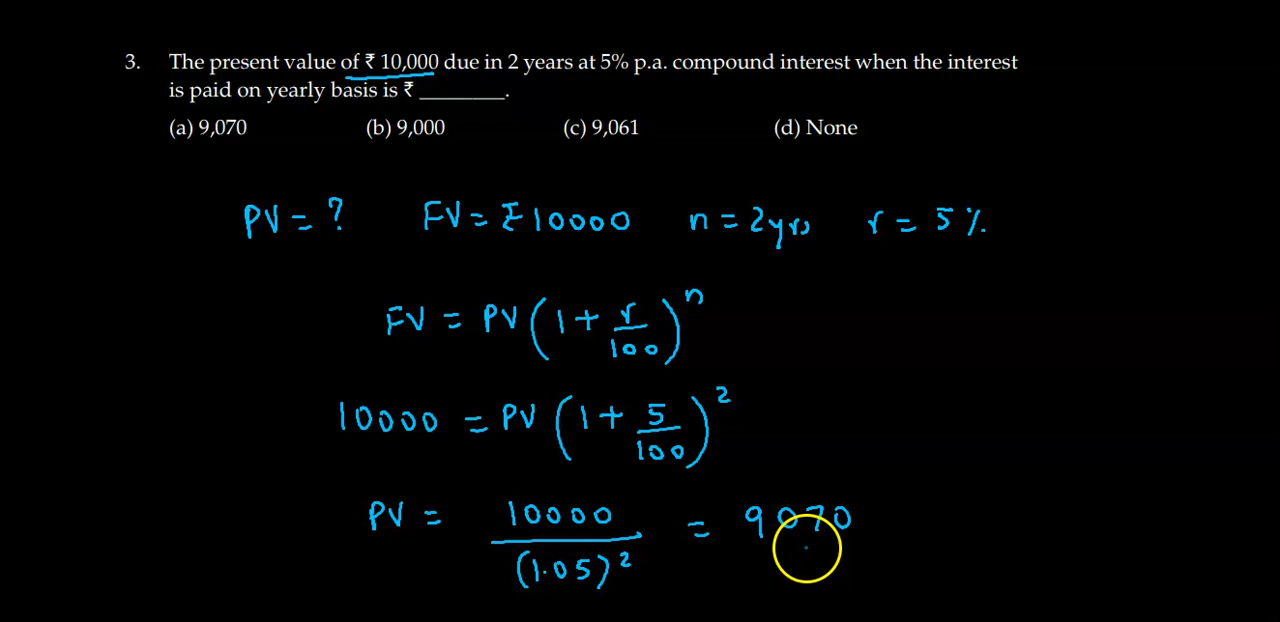 3. The present value of ₹ 10,000 due in 2 years at 5% p.a. compound interest when the interest
is paid on yearly basis is ₹ ________.
(a) 9,070 (b) 9,000 (c) 9,061 (d) None
PV = ? FV = ₹ 10000 n = 2 yrs r = 5 %
FV = PV (1 + r/100)^n
10000 = PV (1 + 5/100)^2
PV = 10000/(1.05)^2 = 9070